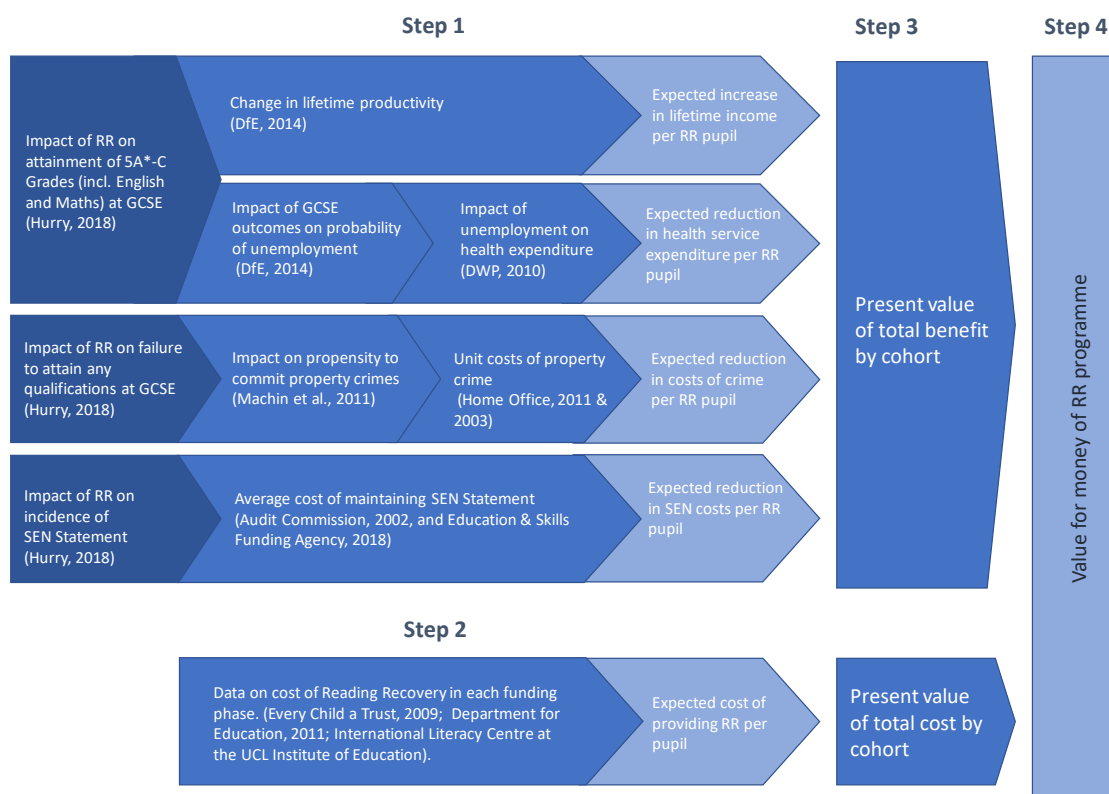 Step 1
Step 3
Step 4
Impact of RR on
attainment of 5A*-C
Grades (incl. English
and Maths) at GCSE
(Hurry, 2018)
Change in lifetime productivity
(DfE, 2014)
Expected increase
in lifetime income
per RR pupil
Impact of GCSE
outcomes on probability
of unemployment
(DfE, 2014)
Impact of
unemployment on
health expenditure
(DWP, 2010)
Expected reduction
in health service
expenditure per RR
pupil
Impact of RR on failure
to attain any
qualifications at GCSE
(Hurry, 2018)
Impact on propensity to
commit property crimes
(Machin et al., 2011)
Unit costs of property
crime
(Home Office, 2011 &
2003)
Expected reduction
in costs of crime
per RR pupil
Impact of RR on
incidence of
SEN Statement
(Hurry, 2018)
Average cost of maintaining SEN Statement
(Audit Commission, 2002, and Education & Skills
Funding Agency, 2018)
Expected reduction
in SEN costs per RR
pupil
Present value
of total benefit
by cohort
Value for money of RR programme
Step 2
Data on cost of Reading Recovery in each funding
phase. (Every Child a Trust, 2009; Department for
Education, 2011; International Literacy Centre at
the UCL Institute of Education).
Expected cost of
providing RR per
pupil
Present value
of total cost by
cohort